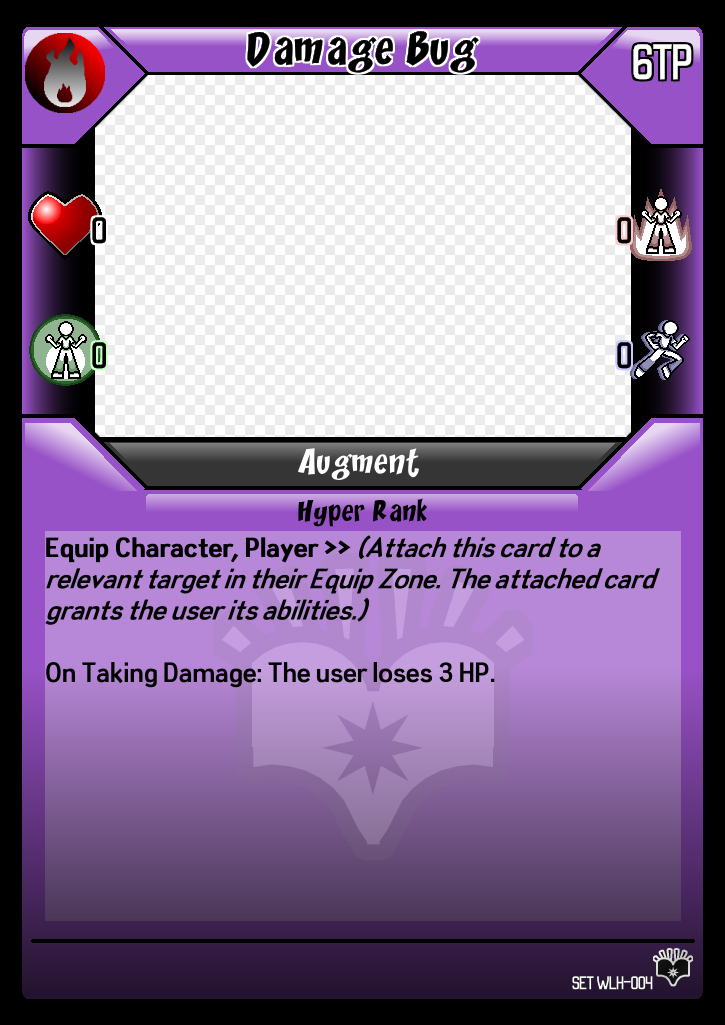 Damage Bug
6TP
0
0
0
0
Augment
Hyper Rank
Equip Character, Player >> (Attach this card to a
relevant target in their Equip Zone. The attached card
grants the user its abilities.)
On Taking Damage: The user loses 3 HP.
SET WLH-004